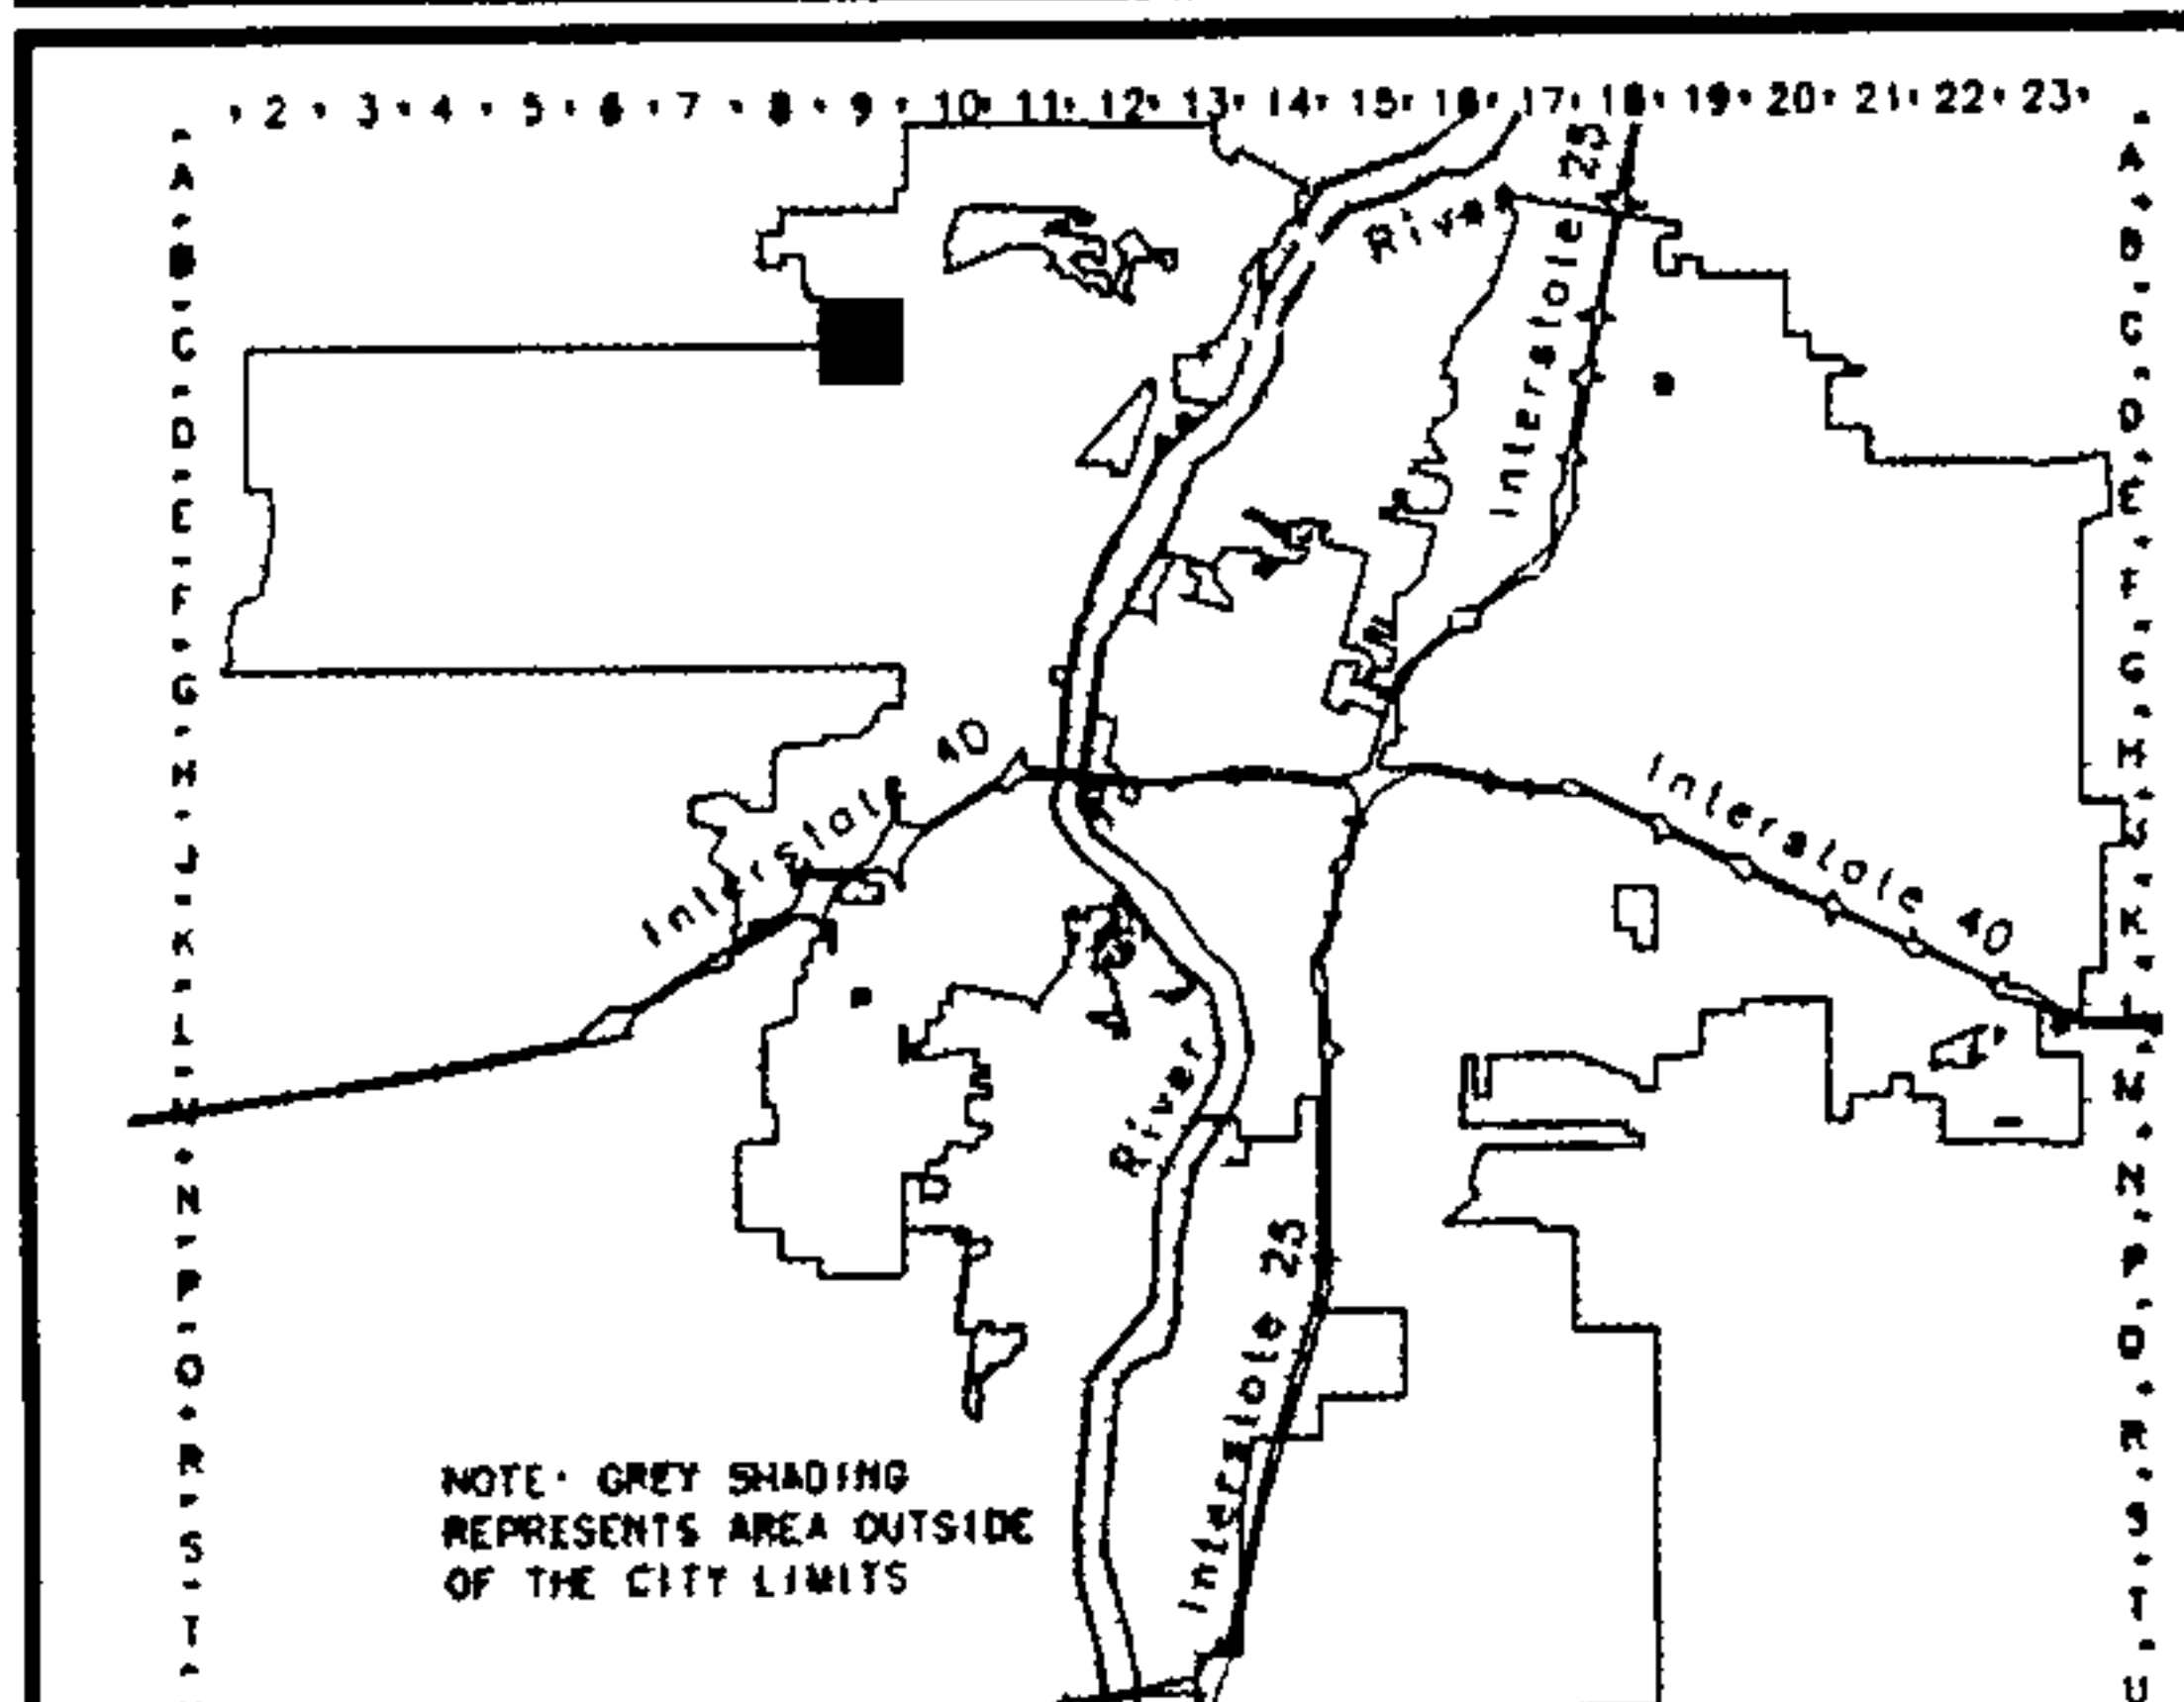 2 3 4 5 6 7 8 9 10 11 12 13 14 15 16 17 18 19 20 21 22 23
A
B
C
D
E
F
G
H
J
K
L
M
N
P
Q
R
S
T
River
Interstate 25
Interstate 40
Interstate 40
River
Interstate 25
NOTE: GREY SHADING
REPRESENTS AREA OUTSIDE
OF THE CITY LIMITS
A
B
C
D
E
F
G
H
J
K
L
M
N
P
Q
R
S
T
U